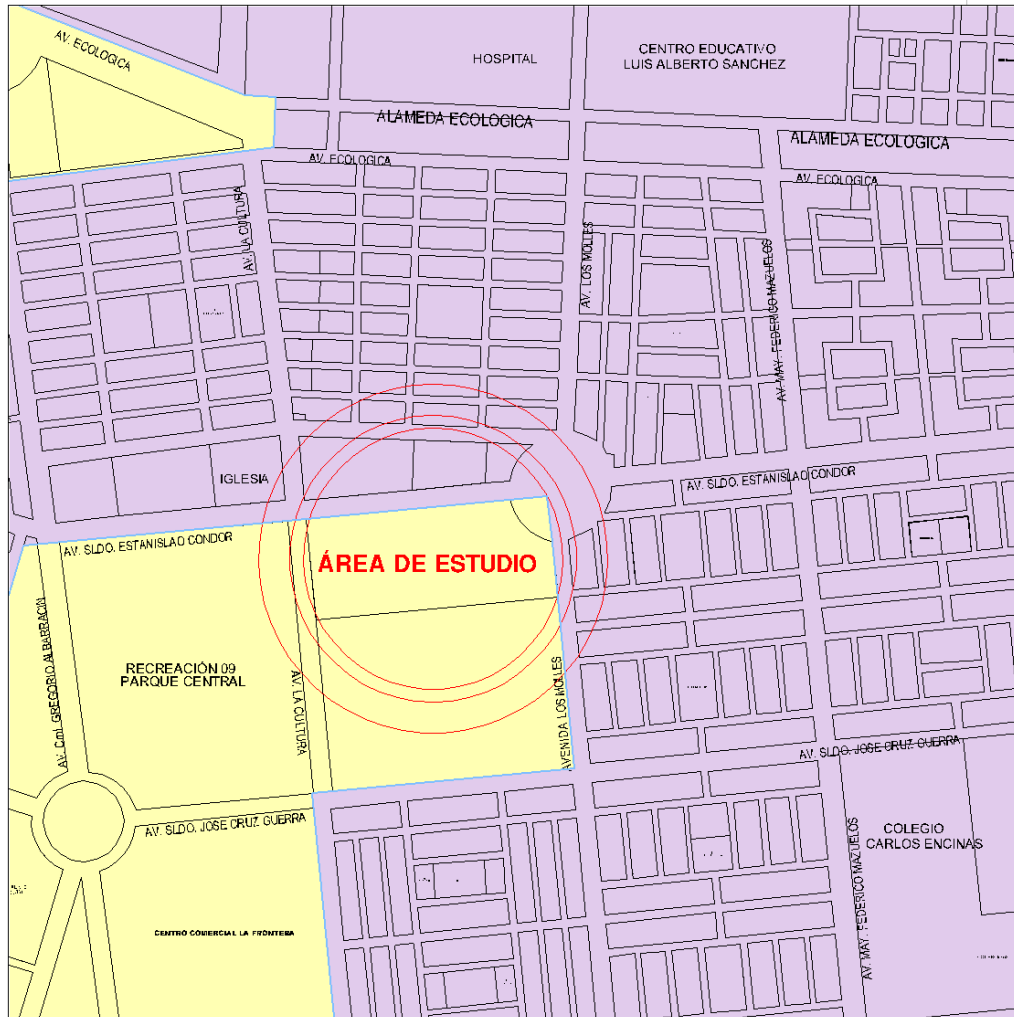 AV. ECOLOGICA
HOSPITAL
CENTRO EDUCATIVO
LUIS ALBERTO SANCHEZ
ALAMEDA ECOLOGICA
ALAMEDA ECOLOGICA
AV. ECOLOGICA
AV. ECOLOGICA
AV. LA CULTURA
AV. LOS MOLLES
AV. MAY. FEDERICO MAZUELOS
IGLESIA
AV. SLDO. ESTANISLAO CONDOR
AV. SLDO. ESTANISLAO CONDOR
ÁREA DE ESTUDIO
AV. Cml. GREGORIO ALBARRACIN
RECREACIÓN 09
PARQUE CENTRAL
AV. LA CULTURA
AVENIDA LOS MOLLES
AV. SLDO. JOSE CRUZ GUERRA
AV. SLDO. JOSE CRUZ GUERRA
COLEGIO
CARLOS ENCINAS
AV. MAY. FEDERICO MAZUELOS
CENTRO COMERCIAL LA FRONTERA